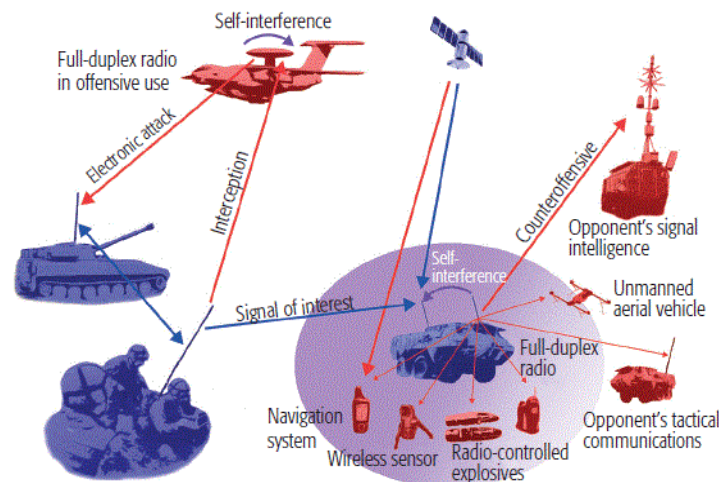 Self-interference
Full-duplex radio
in offensive use
Electronic attack
Interception
Counteroffensive
Opponent's signal
intelligence
Self-
interference
Unmanned
aerial vehicle
Signal of interest
Full-duplex
radio
Navigation
system
Wireless sensor
Radio-controlled
explosives
Opponent's tactical
communications